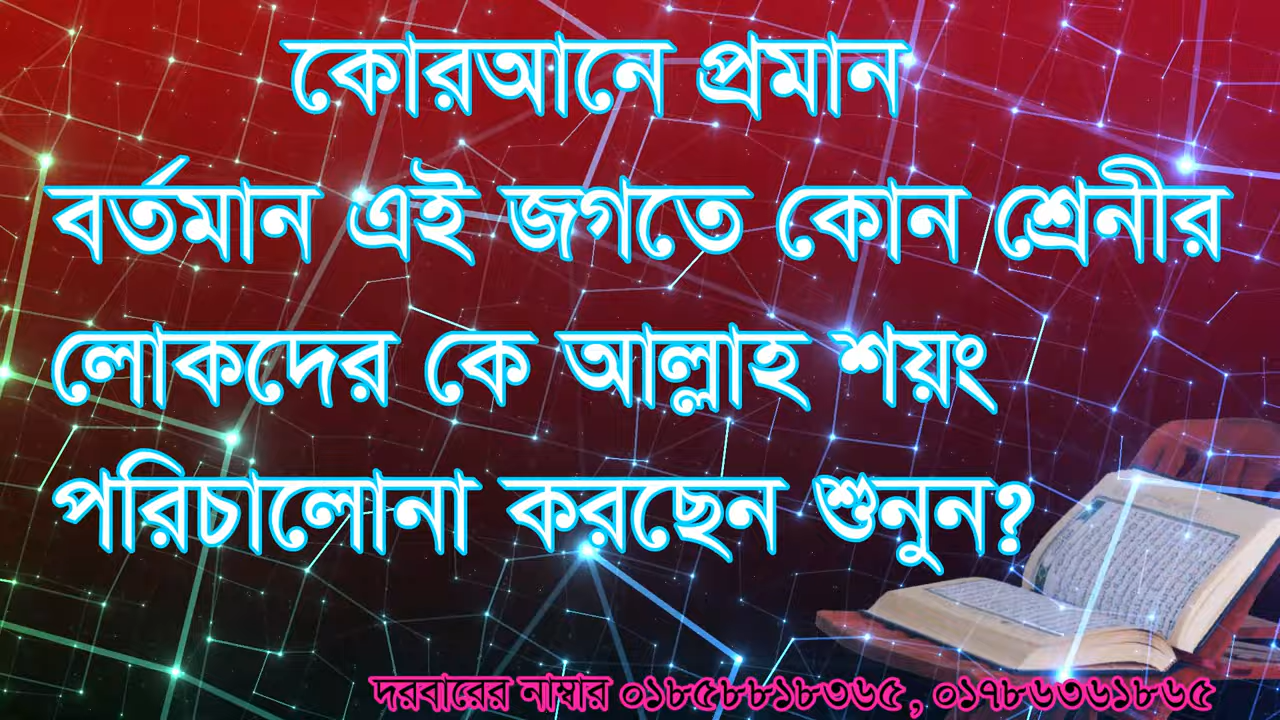 কোরআনে প্রমান
বর্তমান এই জগতে কোন শ্রেনীর
লোকদের কে আল্লাহ শয়ং
পরিচালোনা করছেন শুনুন?
দরবারের নাম্বার ০১৮৫৮৮১৮৩৬৫, ০১৭৮৬৩৬১৮৬৫